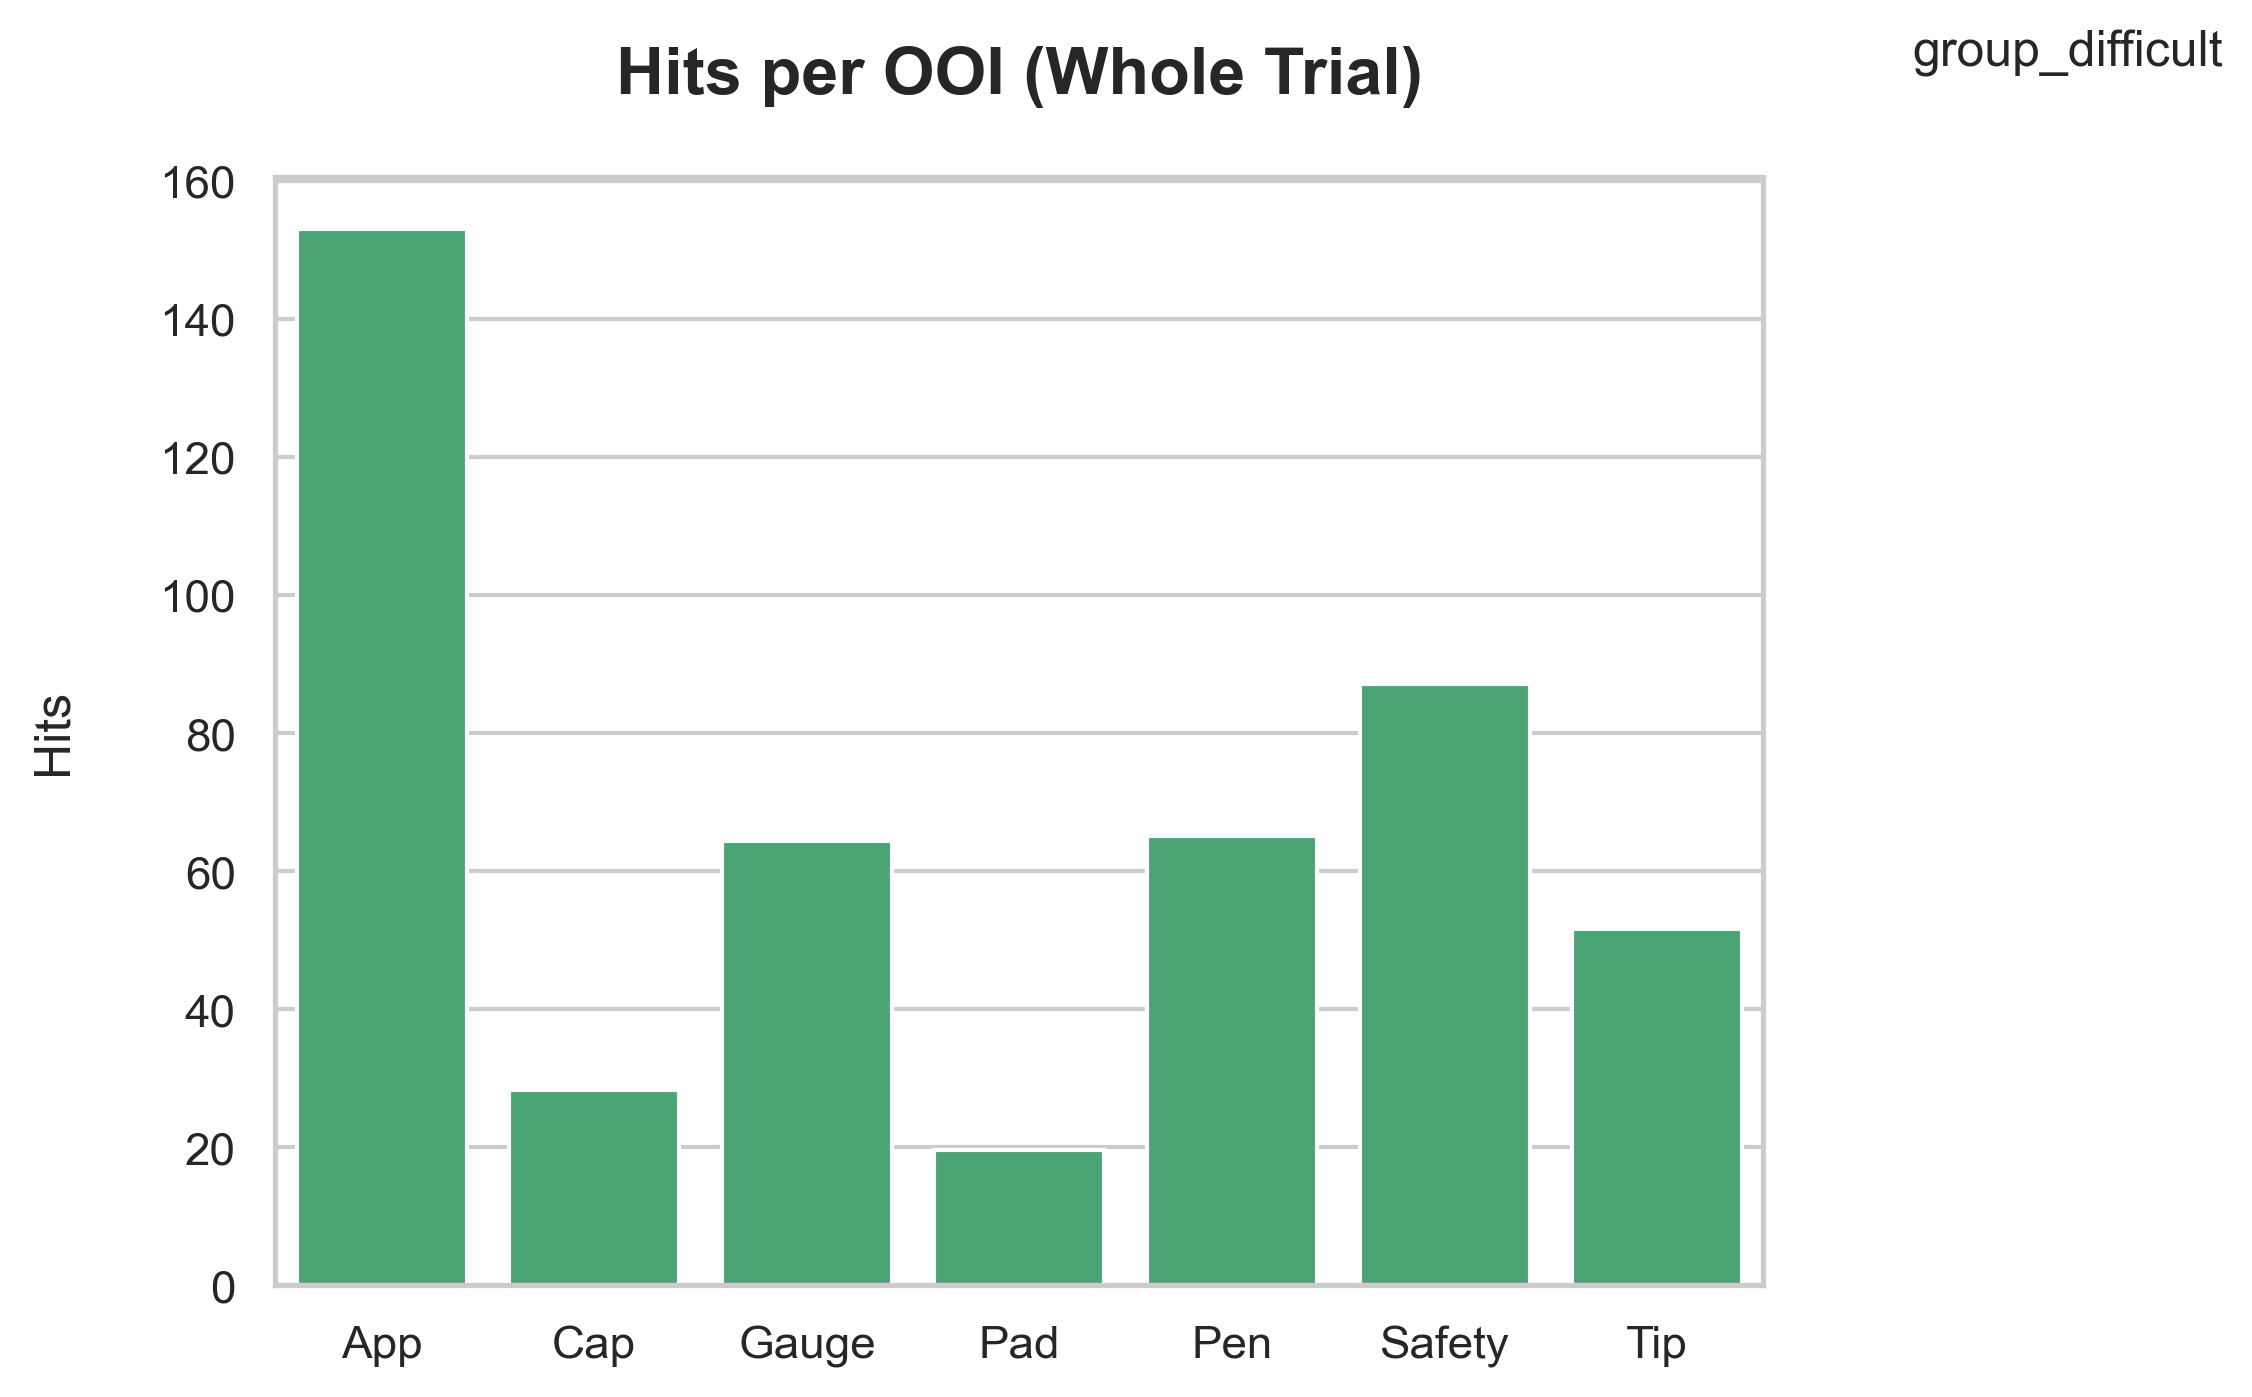 group_difficult
Hits per OOI (Whole Trial)
160
140
120
100
80
60
40
20
0
Hits
App Cap Gauge Pad Pen Safety Tip